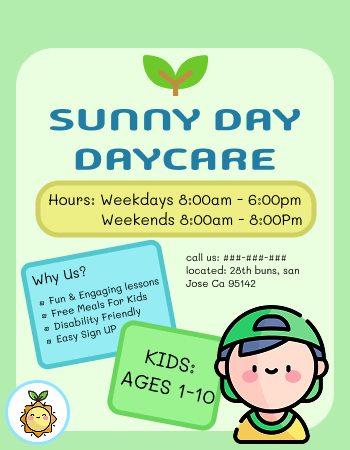 SUNNY DAY
DAYCARE
Hours: Weekdays 8:00am - 6:00pm
Weekends 8:00am - 8:00Pm
call us: ###-###-###
located: 28th buns, san
Jose Ca 95142
Why Us?
Fun & Engaging lessons
Free Meals For Kids
Disability Friendly
Easy Sign UP
KIDS:
AGES 1-10